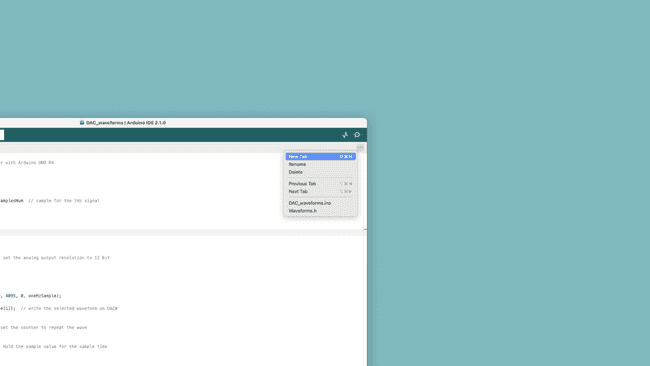 DAC_waveforms | Arduino IDE 2.1.0
er with Arduino UNO R4
New Tab ⇧⌘N
Rename
Delete
Previous Tab
Next Tab
DAC_waveforms.ino
Waveforms.h
amplesNum // sample for the 1Hz signal
set the analog output resolution to 12 bit
, 4095, 0, oneHzSample);
e[i]); // write the selected waveform on DAC0
set the counter to repeat the wave
Hold the sample value for the sample time